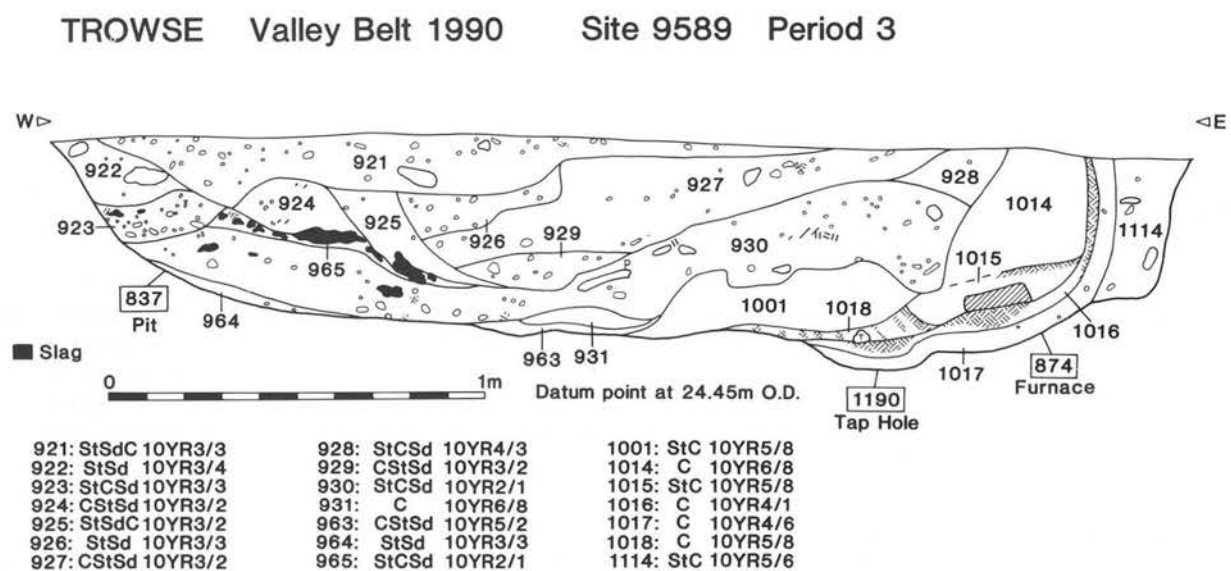 TROWSE Valley Belt 1990 Site 9589 Period 3
W E
922 921 927 928
923 924 925 926 929 930 1014 1114
965 1015
837 Pit 964 963 931 1001 1018 1016
1017 874 Furnace
1190 Tap Hole
Slag
0 1m Datum point at 24.45m O.D.
921: StSdC 10YR3/3 928: StCSd 10YR4/3 1001: StC 10YR5/8
922: StSd 10YR3/4 929: CStSd 10YR3/2 1014: C 10YR6/8
923: StCSd 10YR3/3 930: StCSd 10YR2/1 1015: StC 10YR5/8
924: CStSd 10YR3/2 931: C 10YR6/8 1016: C 10YR4/1
925: StSdC 10YR3/2 963: CStSd 10YR5/2 1017: C 10YR4/6
926: StSd 10YR3/3 964: StSd 10YR3/3 1018: C 10YR5/8
927: CStSd 10YR3/2 965: StCSd 10YR2/1 1114: StC 10YR5/6